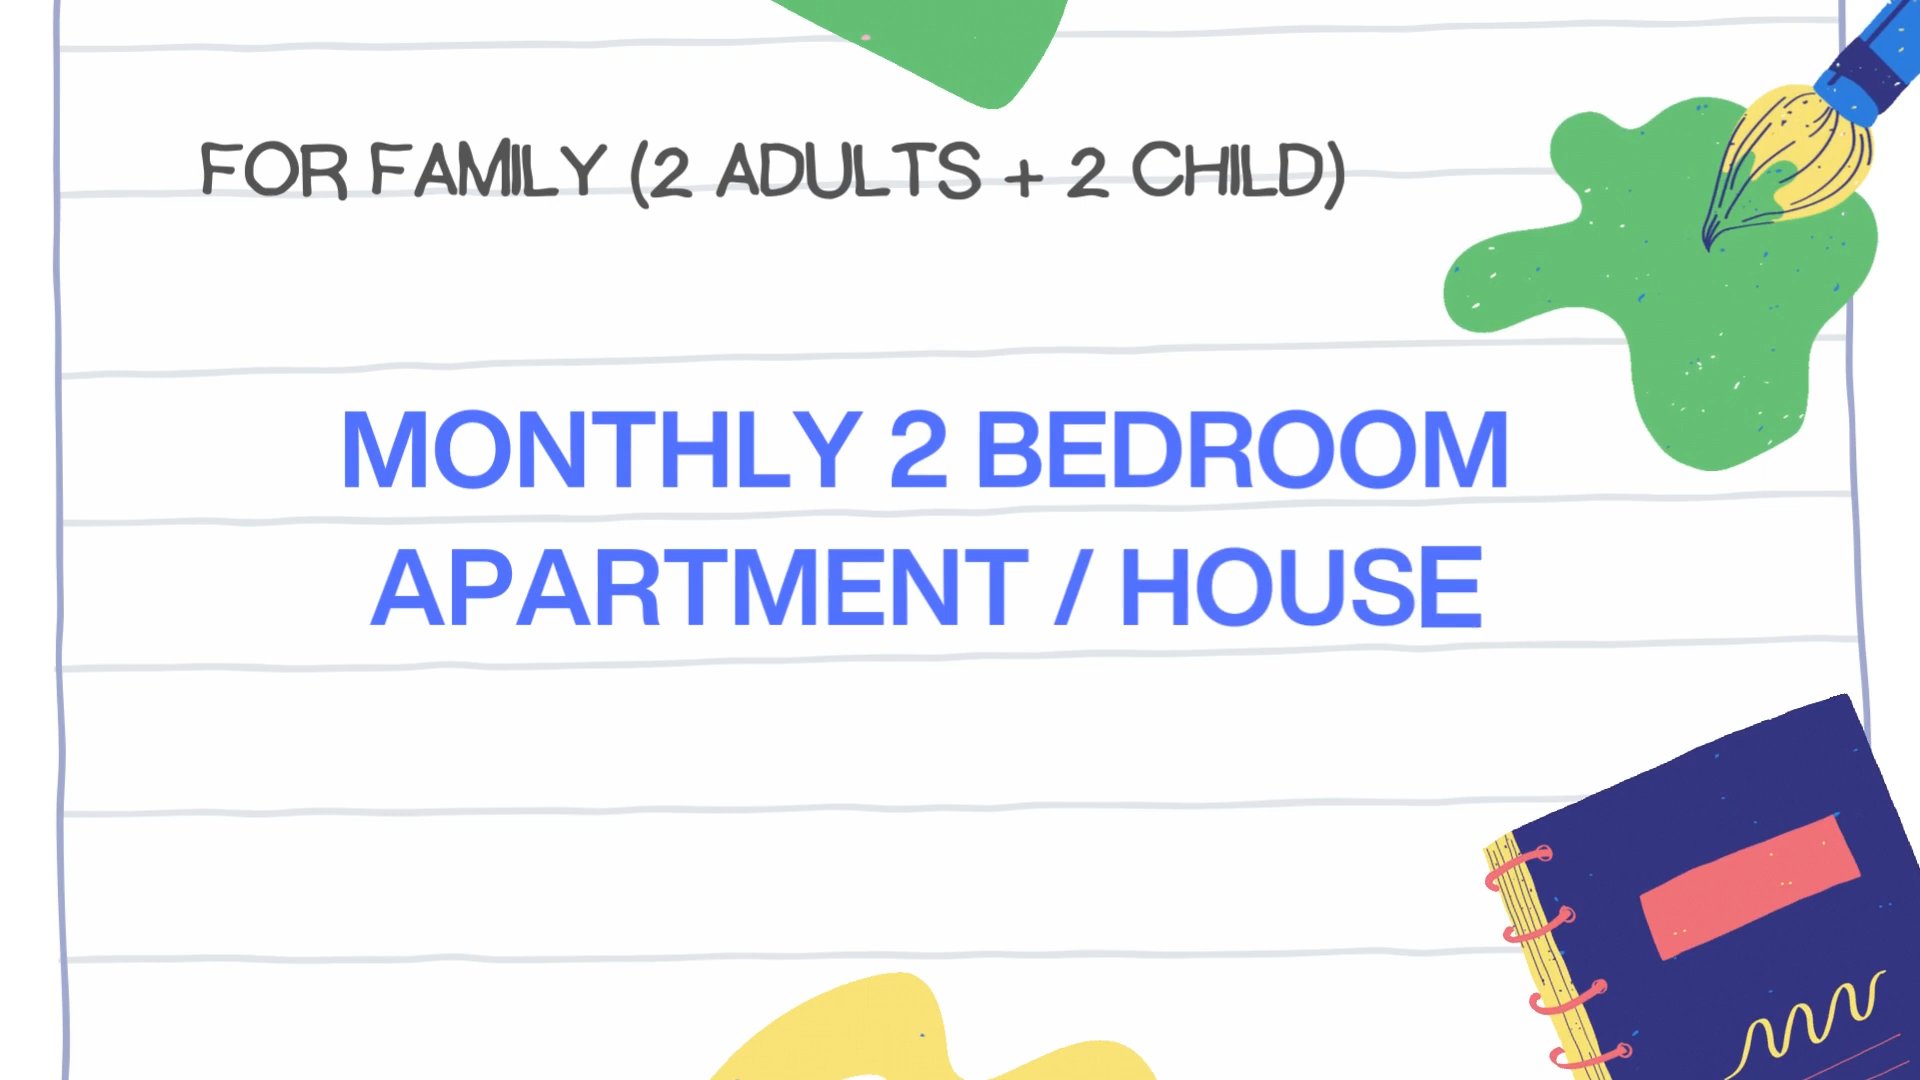 FOR FAMILY (2 ADULTS + 2 CHILD)
MONTHLY 2 BEDROOM
APARTMENT / HOUSE